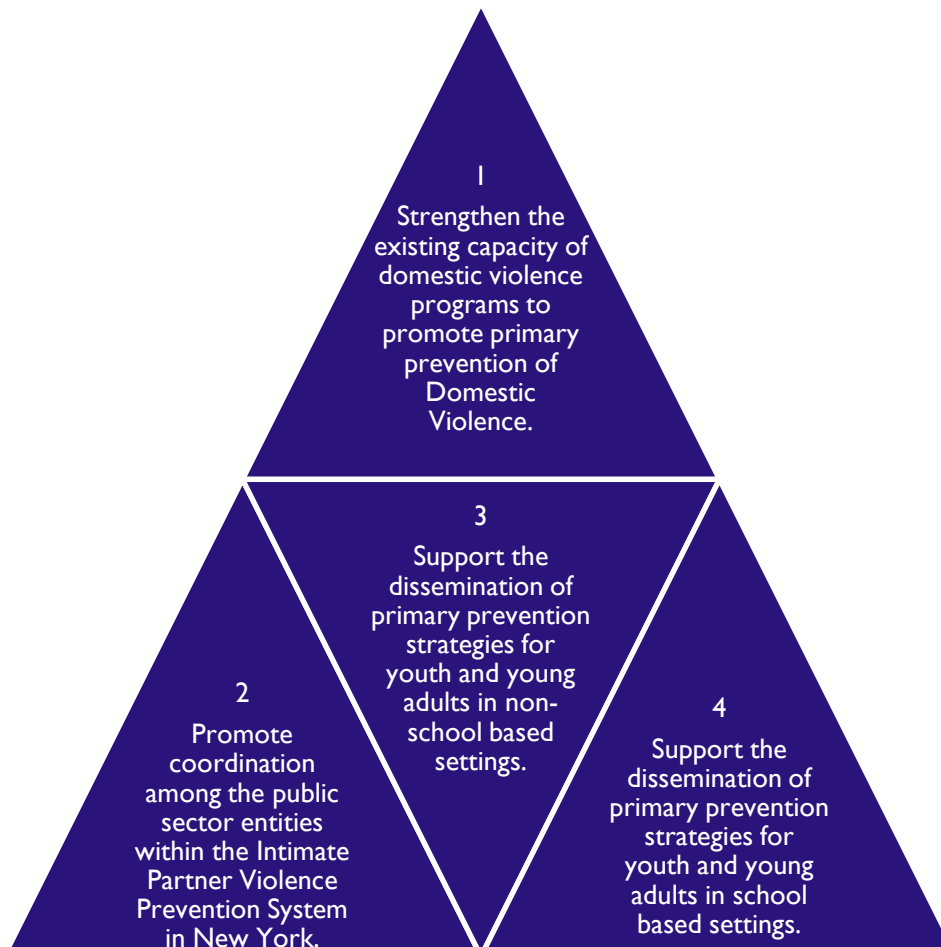 1
Strengthen the
existing capacity of
domestic violence
programs to
promote primary
prevention of
Domestic
Violence.
2
Promote
coordination
among the public
sector entities
within the Intimate
Partner Violence
Prevention System
in New York.
3
Support the
dissemination of
primary prevention
strategies for
youth and young
adults in non-
school based
settings.
4
Support the
dissemination of
primary prevention
strategies for
youth and young
adults in school
based settings.